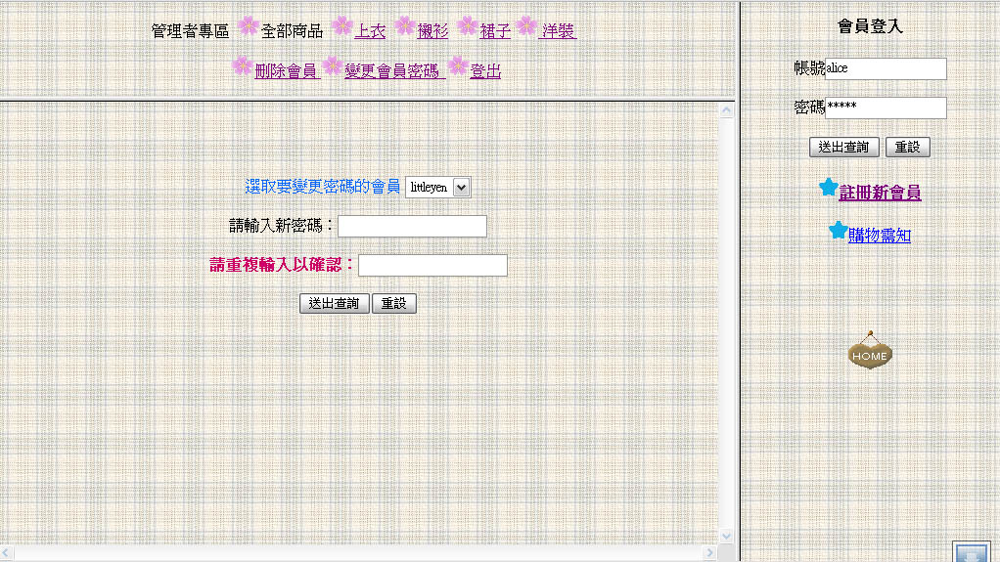 管理者專區 全部商品 上衣 襯衫 裙子 洋裝
刪除會員 變更會員密碼 登出
選取要變更密碼的會員 littleyen
請輸入新密碼：
請重複輸入以確認：
送出查詢 重設
會員登入
帳號 alice
密碼 *****
送出查詢 重設
註冊新會員
購物需知
HOME